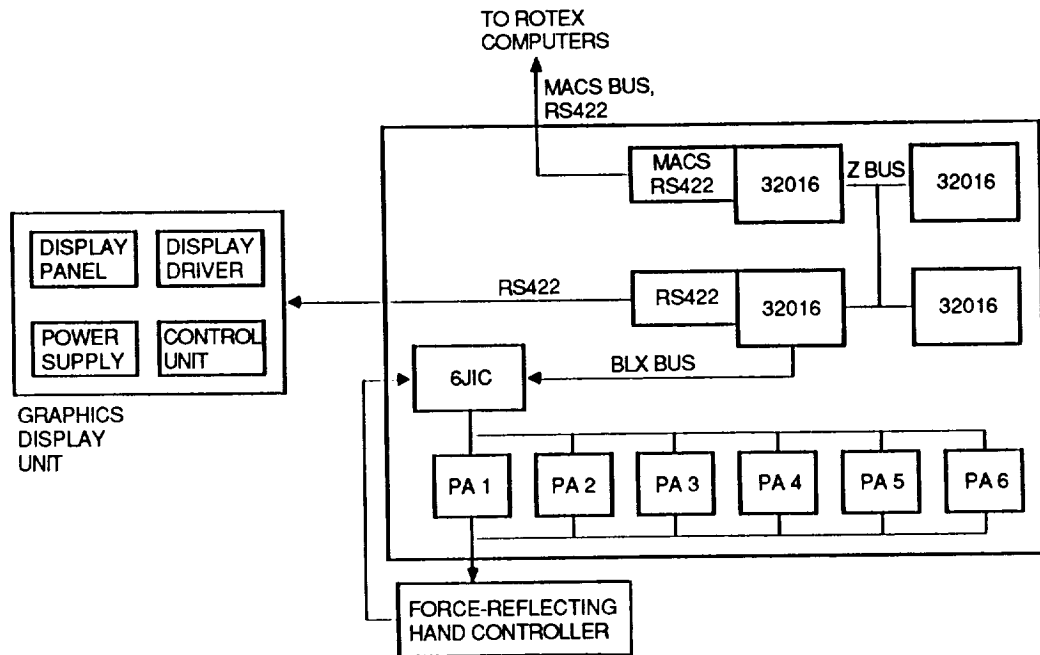 TO ROTEX
COMPUTERS
MACS BUS,
RS422
MACS
RS422
32016
Z BUS
32016
DISPLAY
PANEL
DISPLAY
DRIVER
POWER
SUPPLY
CONTROL
UNIT
GRAPHICS
DISPLAY
UNIT
RS422
RS422
32016
32016
BLX BUS
6JIC
PA 1
PA 2
PA 3
PA 4
PA 5
PA 6
FORCE-REFLECTING
HAND CONTROLLER